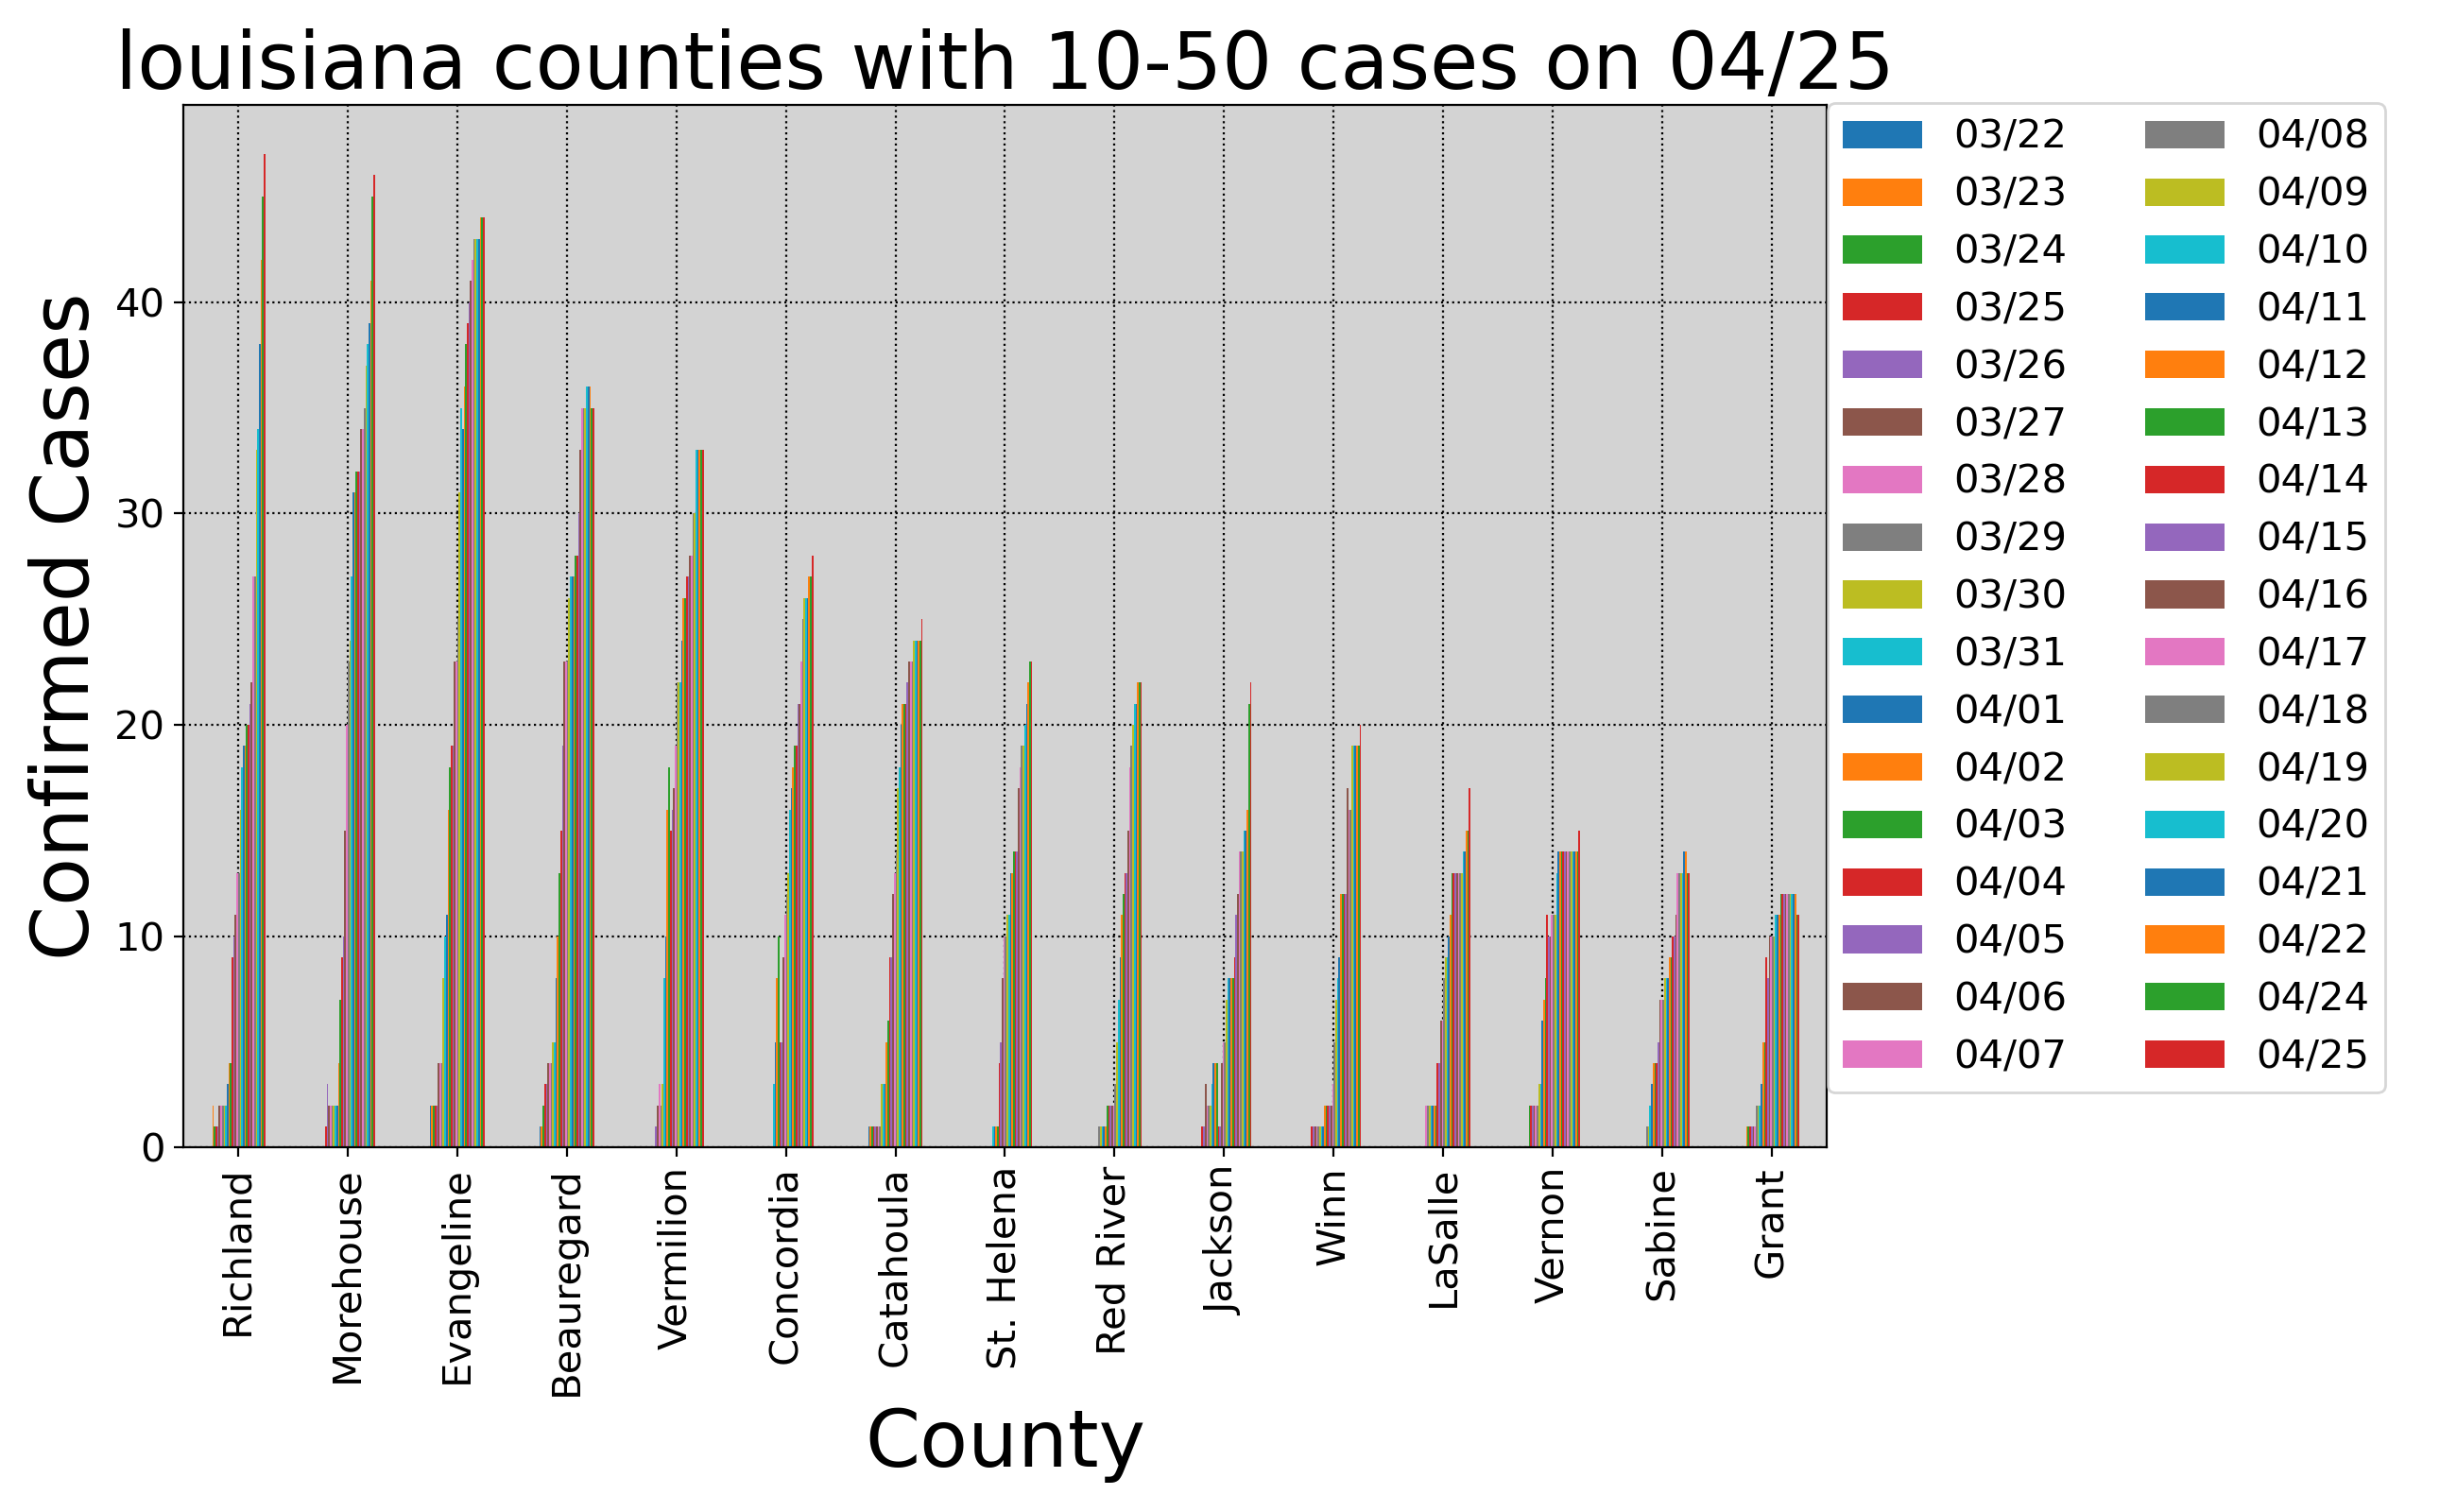 louisiana counties with 10-50 cases on 04/25
Confirmed Cases
40
30
20
10
0
Richland
Morehouse
Evangeline
Beauregard
Vermilion
Concordia
Catahoula
St. Helena
Red River
Jackson
Winn
LaSalle
Vernon
Sabine
Grant
County
03/22
03/23
03/24
03/25
03/26
03/27
03/28
03/29
03/30
03/31
04/01
04/02
04/03
04/04
04/05
04/06
04/07
04/08
04/09
04/10
04/11
04/12
04/13
04/14
04/15
04/16
04/17
04/18
04/19
04/20
04/21
04/22
04/24
04/25